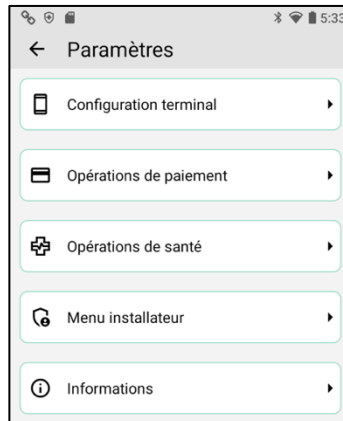 5:33
Paramètres
Configuration terminal
Opérations de paiement
Opérations de santé
Menu installateur
Informations